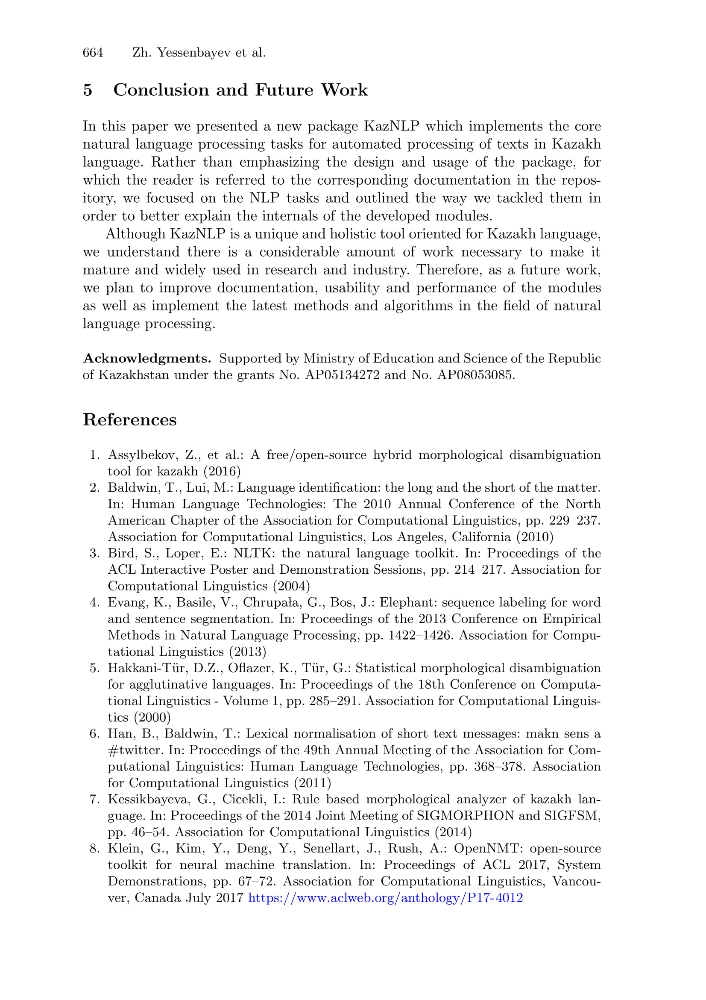 664 Zh. Yessenbayev et al.
5 Conclusion and Future Work
In this paper we presented a new package KazNLP which implements the core
natural language processing tasks for automated processing of texts in Kazakh
language. Rather than emphasizing the design and usage of the package, for
which the reader is referred to the corresponding documentation in the repos-
itory, we focused on the NLP tasks and outlined the way we tackled them in
order to better explain the internals of the developed modules.
Although KazNLP is a unique and holistic tool oriented for Kazakh language,
we understand there is a considerable amount of work necessary to make it
mature and widely used in research and industry. Therefore, as a future work,
we plan to improve documentation, usability and performance of the modules
as well as implement the latest methods and algorithms in the field of natural
language processing.
Acknowledgments. Supported by Ministry of Education and Science of the Republic
of Kazakhstan under the grants No. AP05134272 and No. AP08053085.
References
1. Assylbekov, Z., et al.: A free/open-source hybrid morphological disambiguation
tool for kazakh (2016)
2. Baldwin, T., Lui, M.: Language identification: the long and the short of the matter.
In: Human Language Technologies: The 2010 Annual Conference of the North
American Chapter of the Association for Computational Linguistics, pp. 229–237.
Association for Computational Linguistics, Los Angeles, California (2010)
3. Bird, S., Loper, E.: NLTK: the natural language toolkit. In: Proceedings of the
ACL Interactive Poster and Demonstration Sessions, pp. 214–217. Association for
Computational Linguistics (2004)
4. Evang, K., Basile, V., Chrupała, G., Bos, J.: Elephant: sequence labeling for word
and sentence segmentation. In: Proceedings of the 2013 Conference on Empirical
Methods in Natural Language Processing, pp. 1422–1426. Association for Compu-
tational Linguistics (2013)
5. Hakkani-Tür, D.Z., Oflazer, K., Tür, G.: Statistical morphological disambiguation
for agglutinative languages. In: Proceedings of the 18th Conference on Computa-
tional Linguistics - Volume 1, pp. 285–291. Association for Computational Linguis-
tics (2000)
6. Han, B., Baldwin, T.: Lexical normalisation of short text messages: makn sens a
#twitter. In: Proceedings of the 49th Annual Meeting of the Association for Com-
putational Linguistics: Human Language Technologies, pp. 368–378. Association
for Computational Linguistics (2011)
7. Kessikbayeva, G., Cicekli, I.: Rule based morphological analyzer of kazakh lan-
guage. In: Proceedings of the 2014 Joint Meeting of SIGMORPHON and SIGFSM,
pp. 46–54. Association for Computational Linguistics (2014)
8. Klein, G., Kim, Y., Deng, Y., Senellart, J., Rush, A.: OpenNMT: open-source
toolkit for neural machine translation. In: Proceedings of ACL 2017, System
Demonstrations, pp. 67–72. Association for Computational Linguistics, Vancou-
ver, Canada July 2017 https://www.aclweb.org/anthology/P17-4012